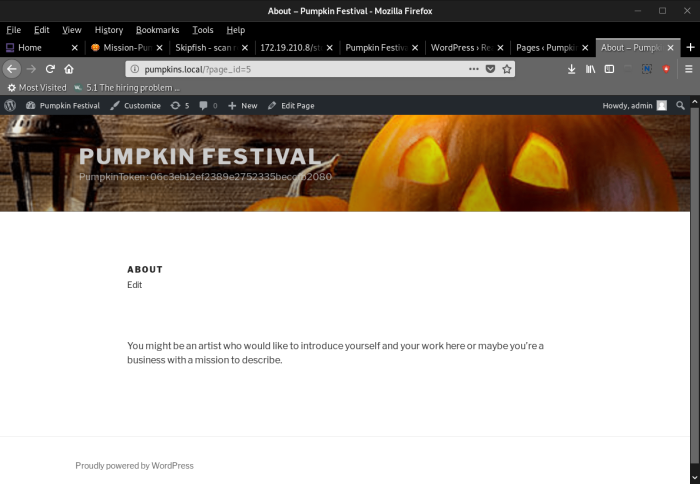 About – Pumpkin Festival - Mozilla Firefox
File Edit View History Bookmarks Tools Help
Home Mission-Pum Skipfish - scan r 172.19.210.8/st Pumpkin Festiva WordPress › Re Pages ‹ Pumpki About – Pumpk
pumpkins.local/?page_id=5
Most Visited 5.1 The hiring problem ...
Pumpkin Festival Customize 5 0 New Edit Page Howdy, admin
PUMPKIN FESTIVAL
PumpkinToken :
ABOUT
Edit
You might be an artist who would like to introduce yourself and your work here or maybe you're a
business with a mission to describe.
Proudly powered by WordPress